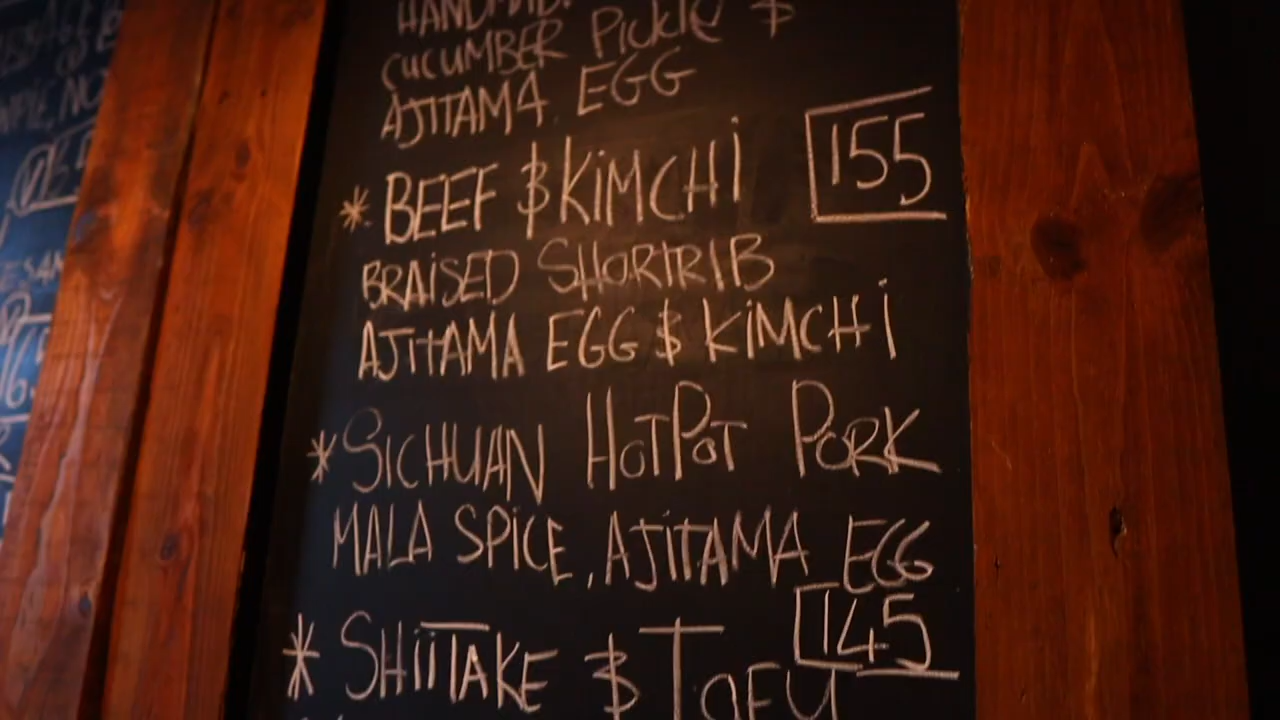 CUCUMBER PICKLE &
AJITAMA EGG
* BEEF & KIMCHI 155
BRAISED SHORTRIB
AJITAMA EGG & KIMCHI
* SICHUAN HOTPOT PORK
MALA SPICE, AJITAMA EGG
145
* SHIITAKE & TOFU